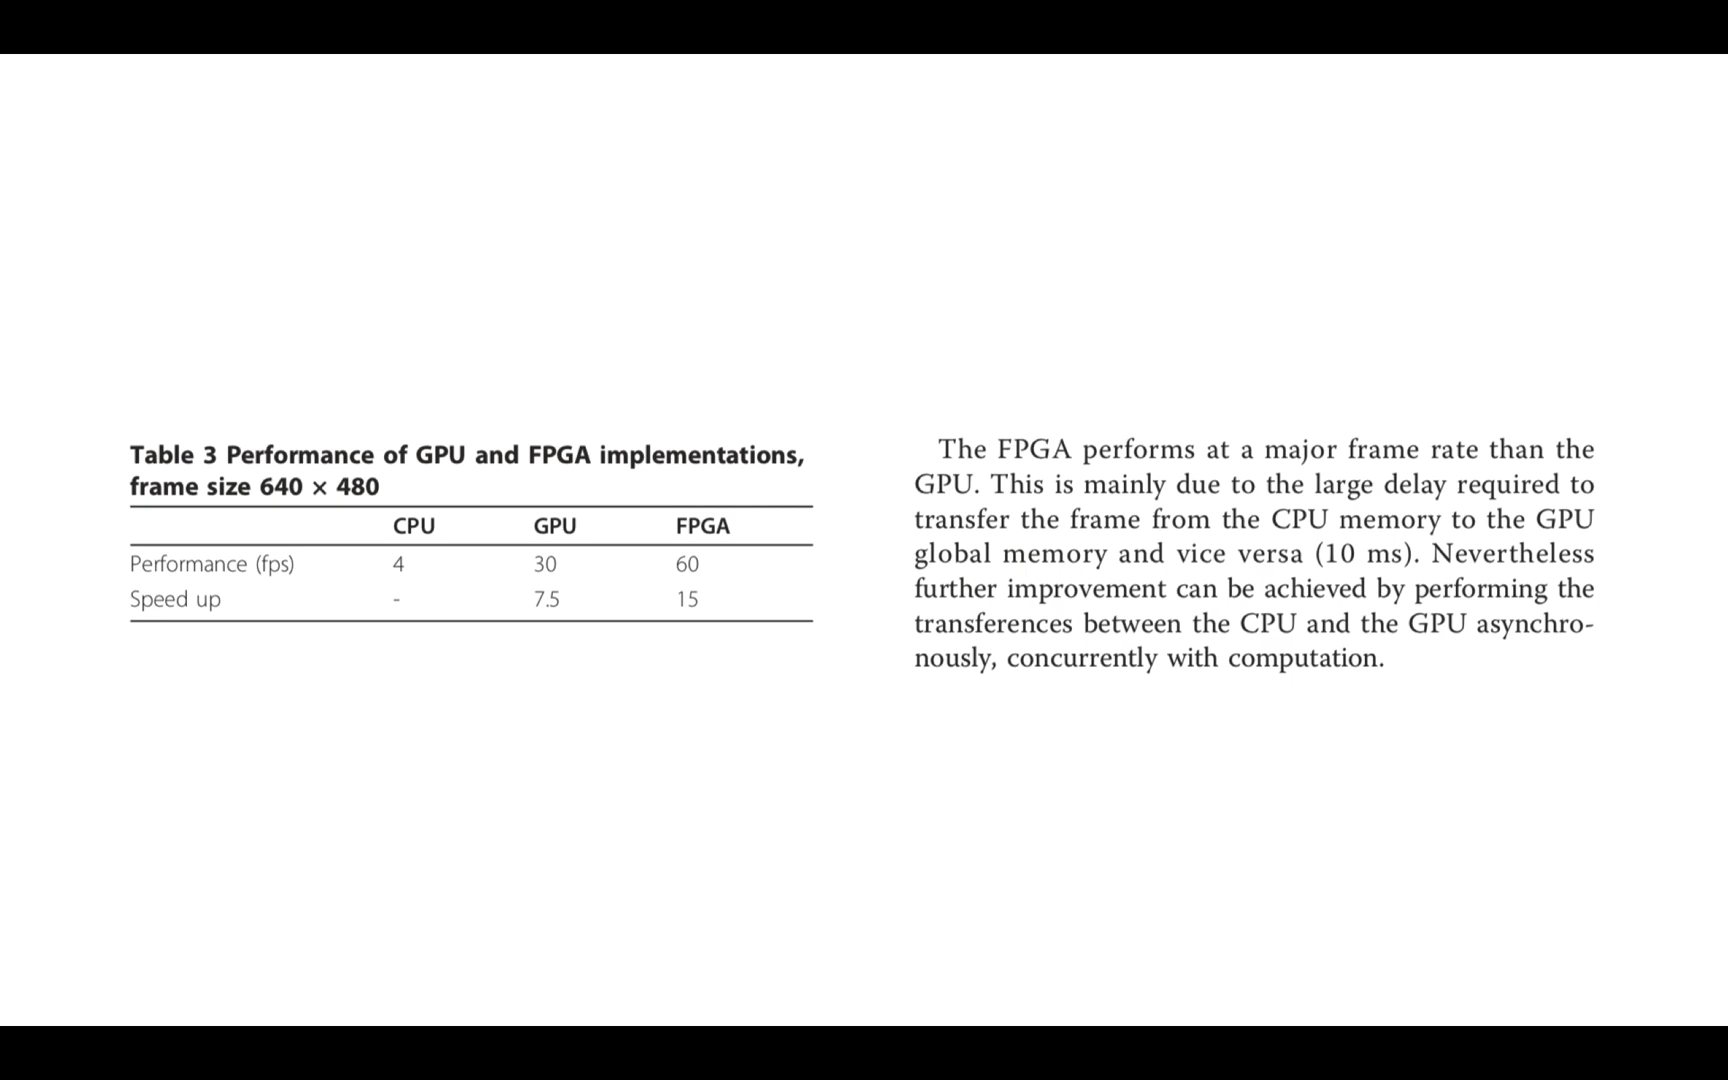 Table 3 Performance of GPU and FPGA implementations,
frame size 640 × 480
CPU GPU FPGA
Performance (fps) 4 30 60
Speed up - 7.5 15
The FPGA performs at a major frame rate than the
GPU. This is mainly due to the large delay required to
transfer the frame from the CPU memory to the GPU
global memory and vice versa (10 ms). Nevertheless
further improvement can be achieved by performing the
transferences between the CPU and the GPU asynchro-
nously, concurrently with computation.